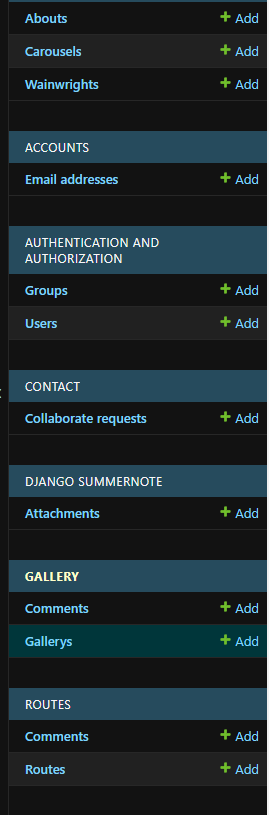 Abouts + Add
Carousels + Add
Wainwrights + Add
ACCOUNTS
Email addresses + Add
AUTHENTICATION AND
AUTHORIZATION
Groups + Add
Users + Add
CONTACT
Collaborate requests + Add
DJANGO SUMMERNOTE
Attachments + Add
GALLERY
Comments + Add
Gallerys + Add
ROUTES
Comments + Add
Routes + Add